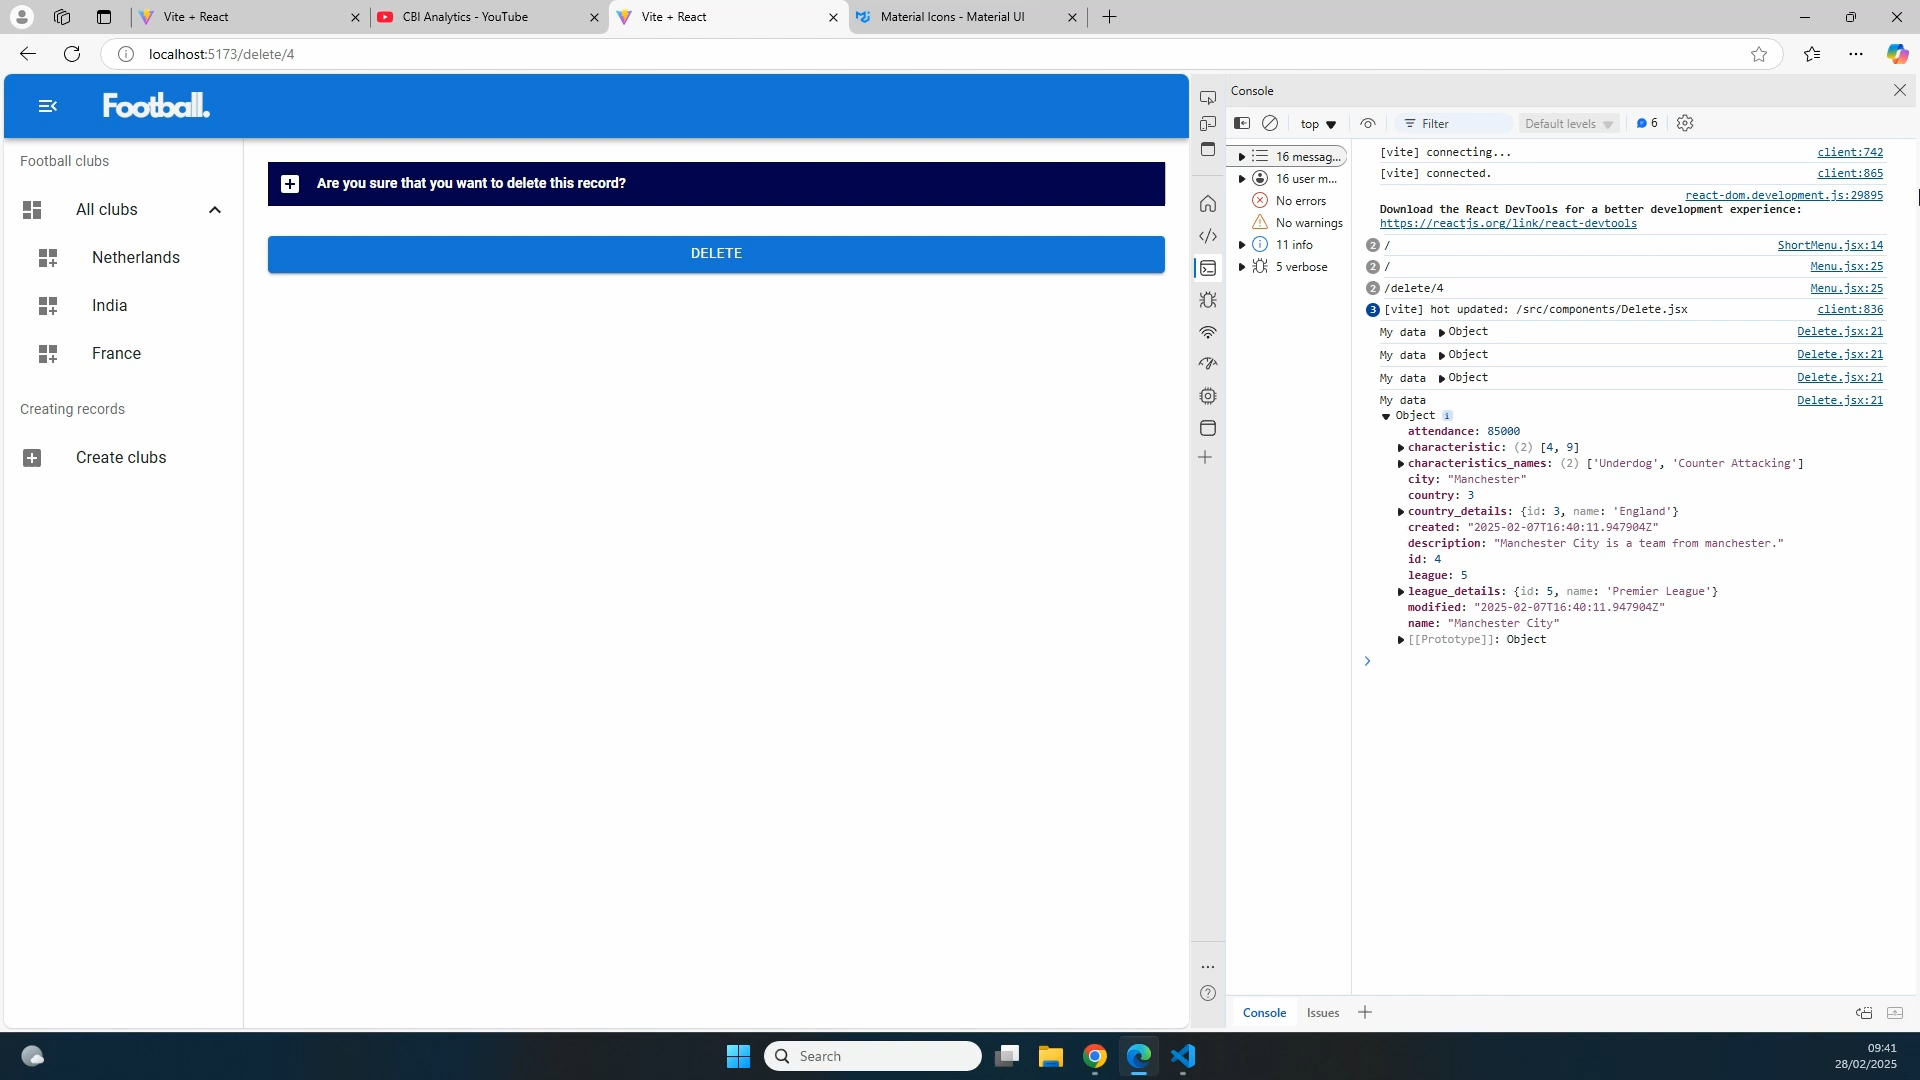 Vite + React
CBI Analytics - YouTube
Vite + React
Material Icons - Material UI
localhost:5173/delete/4
Football.
Football clubs
All clubs
Netherlands
India
France
Creating records
Create clubs
Are you sure that you want to delete this record?
DELETE
Console
top
Filter
Default levels
6
16 messag...
16 user m...
No errors
No warnings
11 info
5 verbose
[vite] connecting... client:742
[vite] connected. client:865
react-dom.development.js:29895
Download the React DevTools for a better development experience:
https://reactjs.org/link/react-devtools
2 / ShortMenu.jsx:14
2 / Menu.jsx:25
2 /delete/4 Menu.jsx:25
3 [vite] hot updated: /src/components/Delete.jsx client:836
My data Object Delete.jsx:21
My data Object Delete.jsx:21
My data Object Delete.jsx:21
My data Delete.jsx:21
Object i
attendance: 85000
characteristic: (2) [4, 9]
characteristics_names: (2) ['Underdog', 'Counter Attacking']
city: "Manchester"
country: 3
country_details: {id: 3, name: 'England'}
created: "2025-02-07T16:40:11.947904Z"
description: "Manchester City is a team from manchester."
id: 4
league: 5
league_details: {id: 5, name: 'Premier League'}
modified: "2025-02-07T16:40:11.947904Z"
name: "Manchester City"
[[Prototype]]: Object
Console
Issues
Search
09:41
28/02/2025